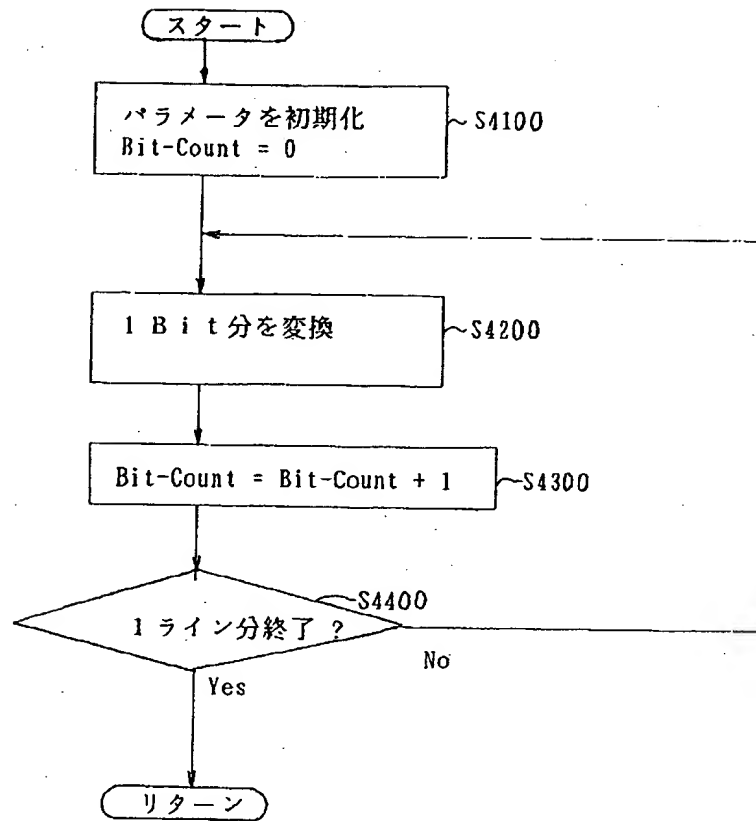 スタート
パラメータを初期化
Bit-Count = 0
S4100
1 Bit分を変換
S4200
Bit-Count = Bit-Count + 1
S4300
S4400
1ライン分終了?
No
Yes
リターン